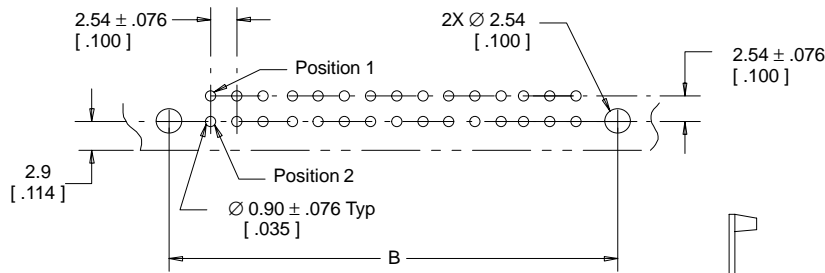 2.54 ± .076
[ .100 ]
2X ∅ 2.54
[ .100 ]
2.54 ± .076
[ .100 ]
Position 1
2.9
[ .114 ]
Position 2
∅ 0.90 ± .076 Typ
[ .035 ]
B